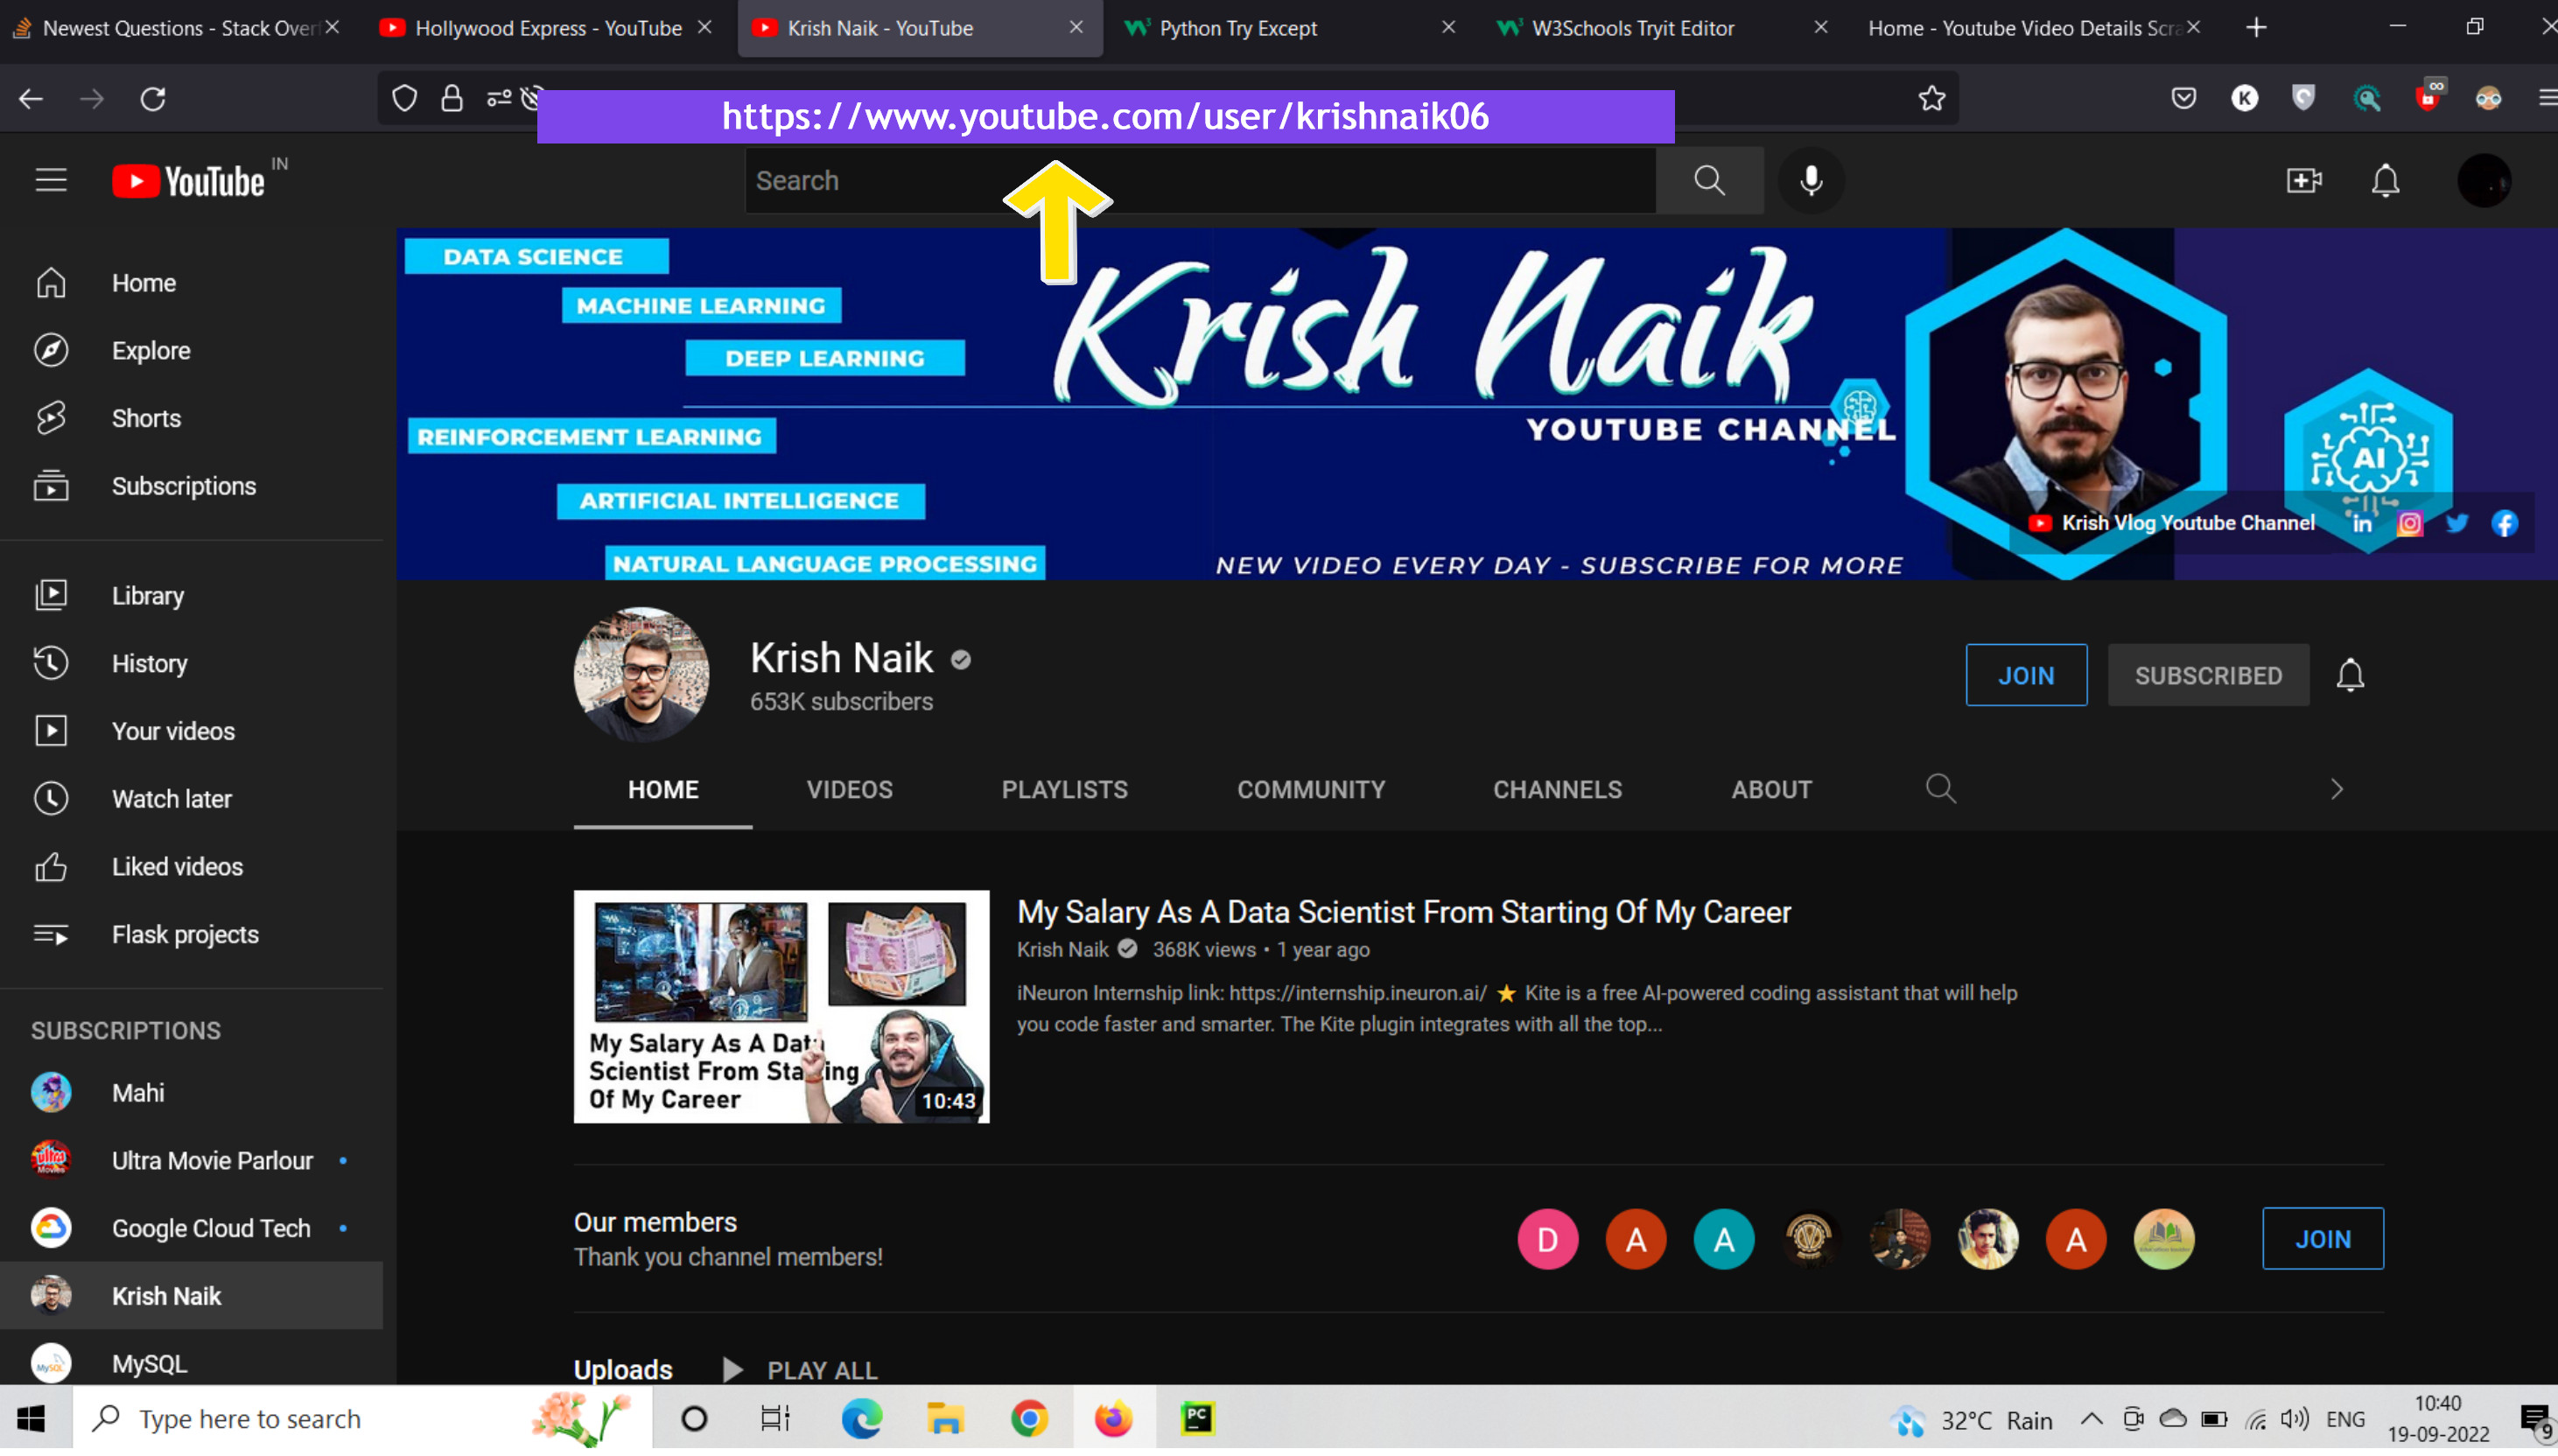 Newest Questions - Stack Overf
Hollywood Express - YouTube
Krish Naik - YouTube
Python Try Except
W3Schools Tryit Editor
Home - Youtube Video Details Scra
https://www.youtube.com/user/krishnaik06
YouTube IN
Search
Home
Explore
Shorts
Subscriptions
Library
History
Your videos
Watch later
Liked videos
Flask projects
SUBSCRIPTIONS
Mahi
Ultra Movie Parlour
Google Cloud Tech
Krish Naik
MySQL
DATA SCIENCE
MACHINE LEARNING
DEEP LEARNING
REINFORCEMENT LEARNING
ARTIFICIAL INTELLIGENCE
NATURAL LANGUAGE PROCESSING
Krish Naik
YOUTUBE CHANNEL
NEW VIDEO EVERY DAY - SUBSCRIBE FOR MORE
AI
Krish Vlog Youtube Channel
Krish Naik
653K subscribers
JOIN
SUBSCRIBED
HOME
VIDEOS
PLAYLISTS
COMMUNITY
CHANNELS
ABOUT
My Salary As A Data
Scientist From Starting
Of My Career
10:43
My Salary As A Data Scientist From Starting Of My Career
Krish Naik 368K views • 1 year ago
iNeuron Internship link: https://internship.ineuron.ai/ ⭐ Kite is a free AI-powered coding assistant that will help
you code faster and smarter. The Kite plugin integrates with all the top...
Our members
Thank you channel members!
D
A
A
A
JOIN
Uploads
PLAY ALL
Type here to search
PC
32°C Rain
ENG
10:40
19-09-2022
9